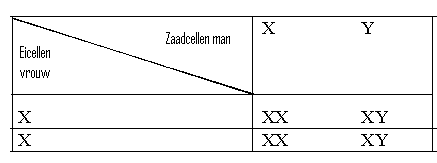 Zaadcellen man X Y
Eicellen
vrouw
X XX XY
X XX XY